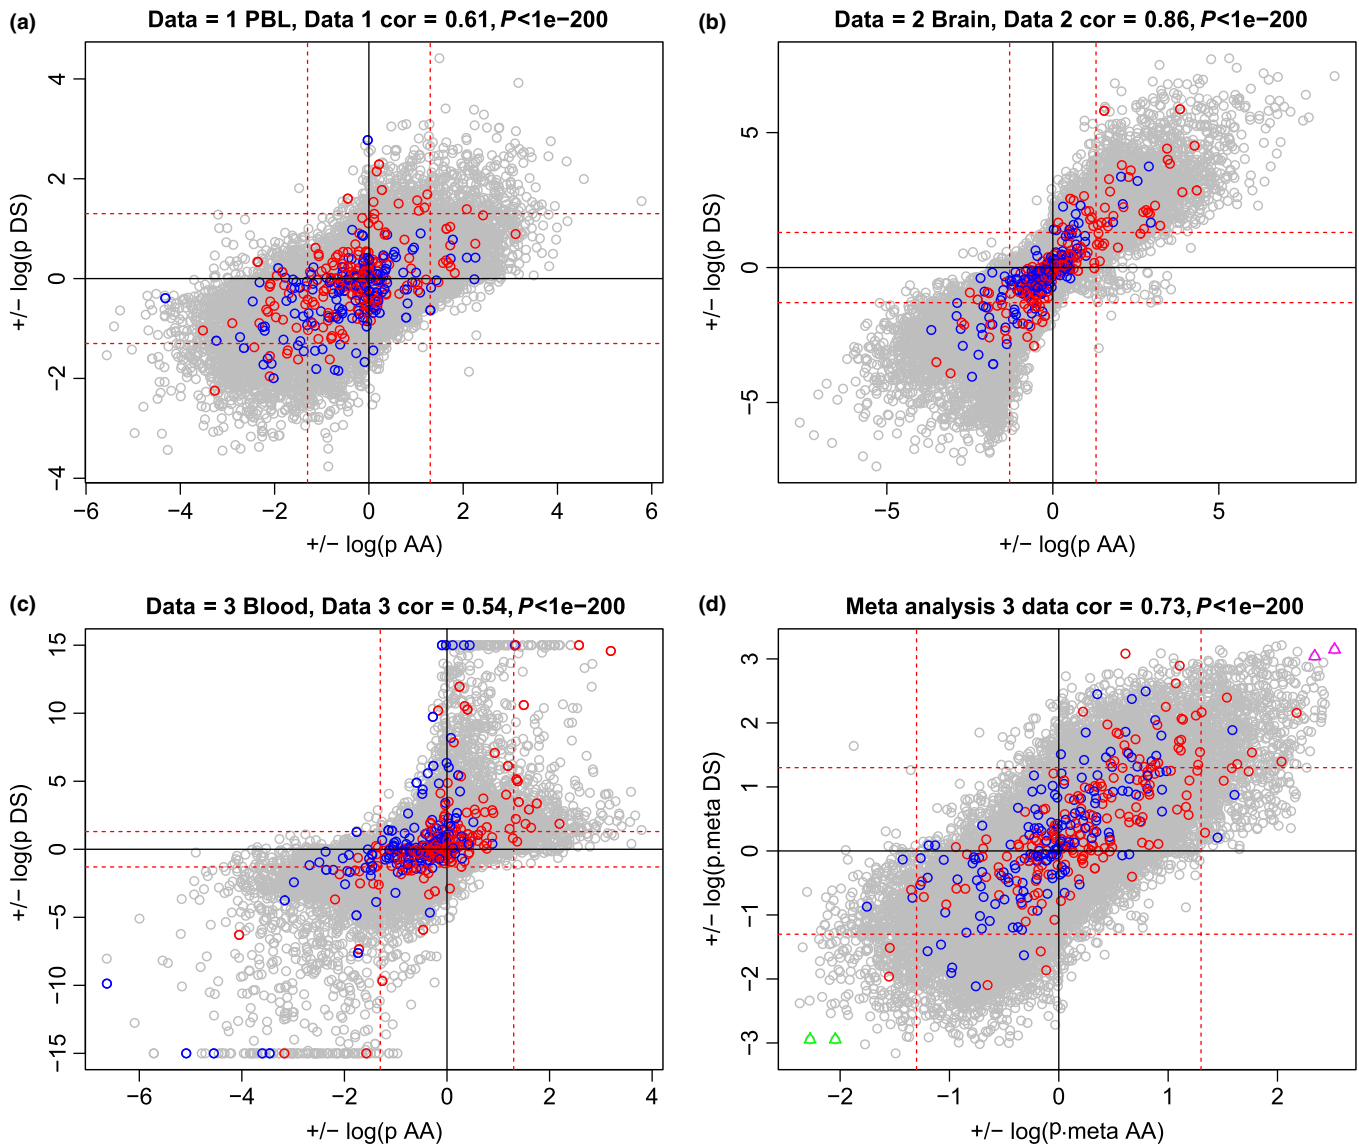 (a) Data = 1 PBL, Data 1 cor = 0.61, P<1e−200
4
2
0
−2
−4
+/− log(p DS)
−6 −4 −2 0 2 4 6
+/− log(p AA)
(b) Data = 2 Brain, Data 2 cor = 0.86, P<1e−200
5
0
−5
+/− log(p DS)
−5 0 5
+/− log(p AA)
(c) Data = 3 Blood, Data 3 cor = 0.54, P<1e−200
15
10
5
0
−5
−10
−15
+/− log(p DS)
−6 −4 −2 0 2 4
+/− log(p AA)
(d) Meta analysis 3 data cor = 0.73, P<1e−200
3
2
1
0
−1
−2
−3
+/− log(p.meta DS)
−2 −1 0 1 2
+/− log(p·meta AA)